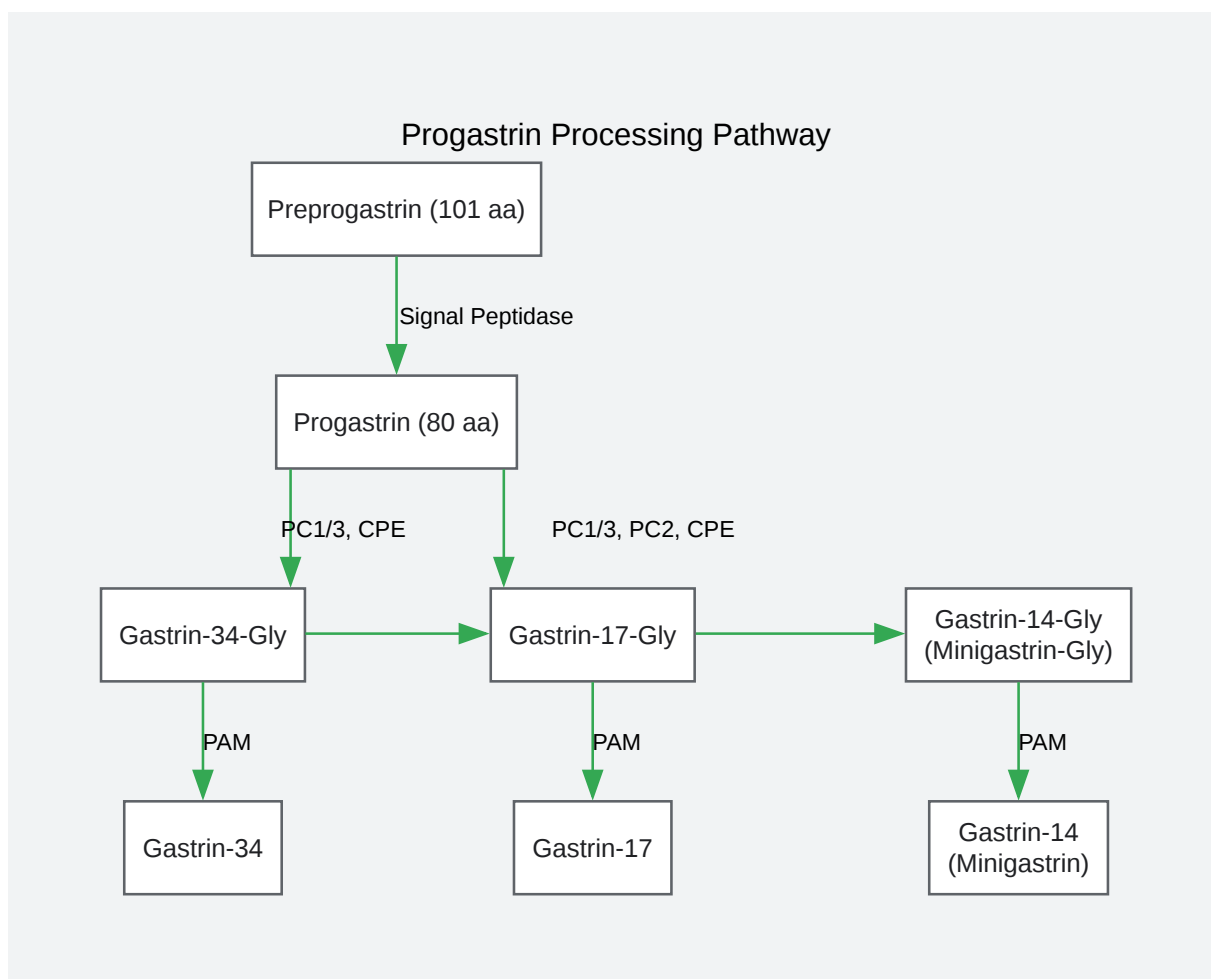 Progastrin Processing Pathway
Preprogastrin (101 aa)
Signal Peptidase
Progastrin (80 aa)
PC1/3, CPE
PC1/3, PC2, CPE
Gastrin-34-Gly
Gastrin-17-Gly
Gastrin-14-Gly
(Minigastrin-Gly)
PAM
PAM
PAM
Gastrin-34
Gastrin-17
Gastrin-14
(Minigastrin)